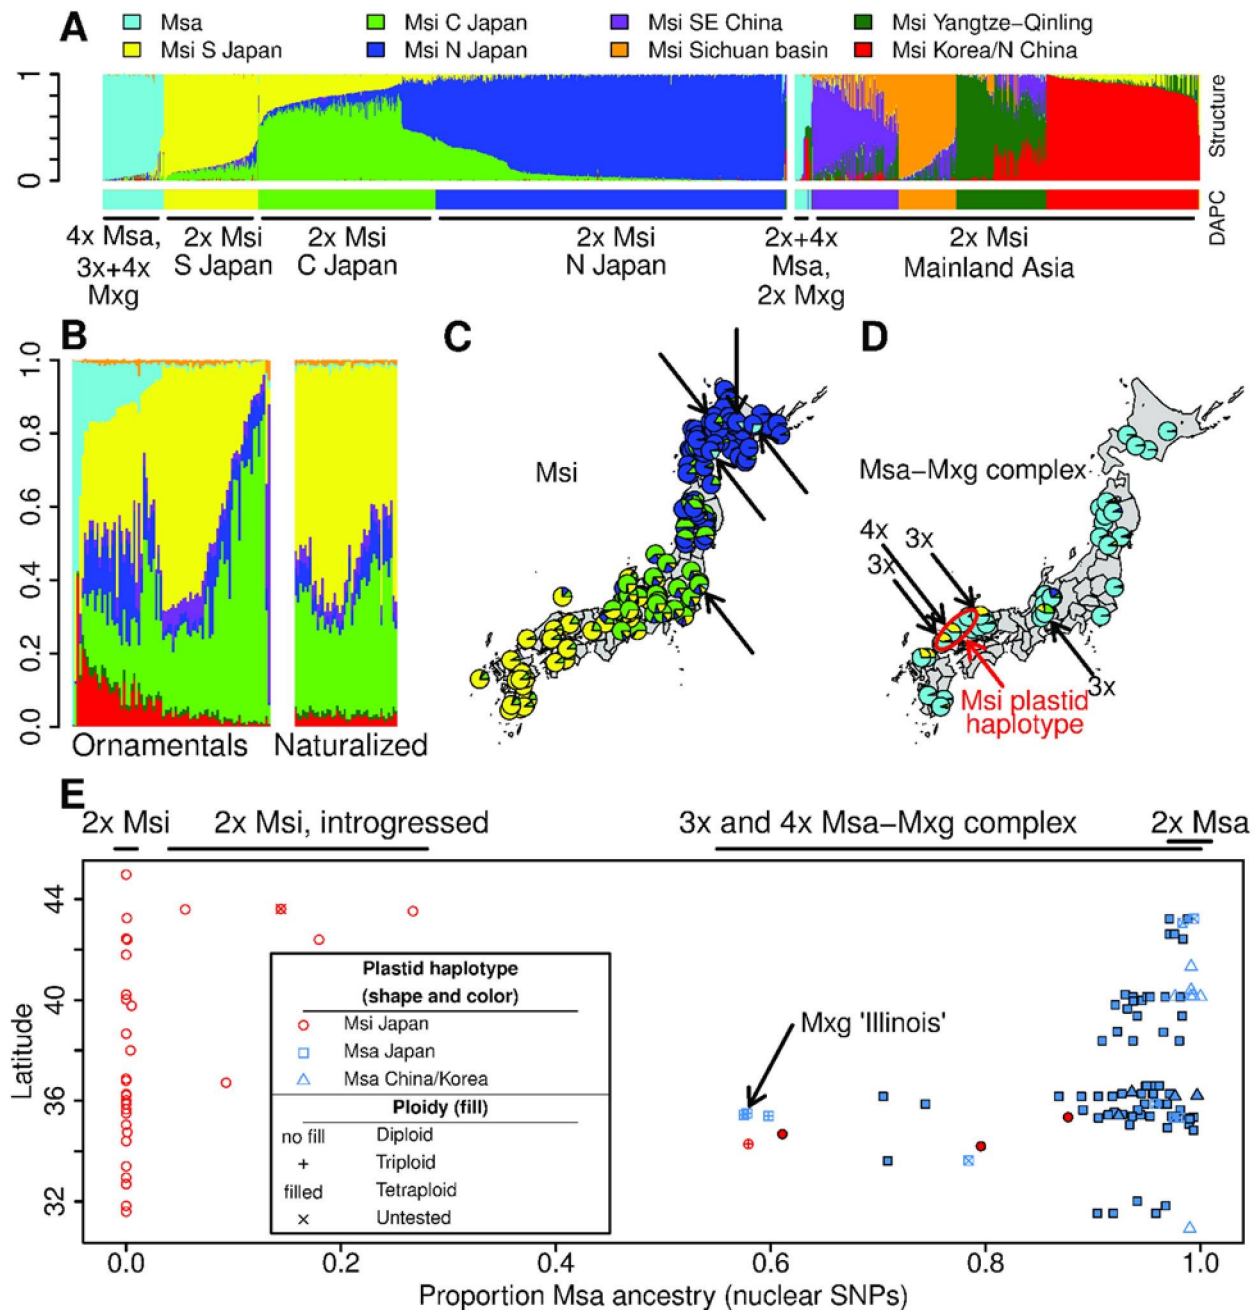 A
Msa
Msi C Japan
Msi SE China
Msi Yangtze−Qinling
Msi S Japan
Msi N Japan
Msi Sichuan basin
Msi Korea/N China
1
0
Structure
DAPC
4x Msa,
3x+4x
Mxg
2x Msi
S Japan
2x Msi
C Japan
2x Msi
N Japan
2x+4x
Msa,
2x Mxg
2x Msi
Mainland Asia
B
1.0
0.8
0.6
0.4
0.2
0.0
Ornamentals
Naturalized
C
Msi
D
Msa−Mxg complex
4x
3x
3x
3x
Msi plastid
haplotype
E
2x Msi
2x Msi, introgressed
3x and 4x Msa−Mxg complex
2x Msa
Latitude
44
40
36
32
Mxg 'Illinois'
Plastid haplotype
(shape and color)
Msi Japan
Msa Japan
Msa China/Korea
Ploidy (fill)
no fill Diploid
+ Triploid
filled Tetraploid
× Untested
0.0 0.2 0.4 0.6 0.8 1.0
Proportion Msa ancestry (nuclear SNPs)